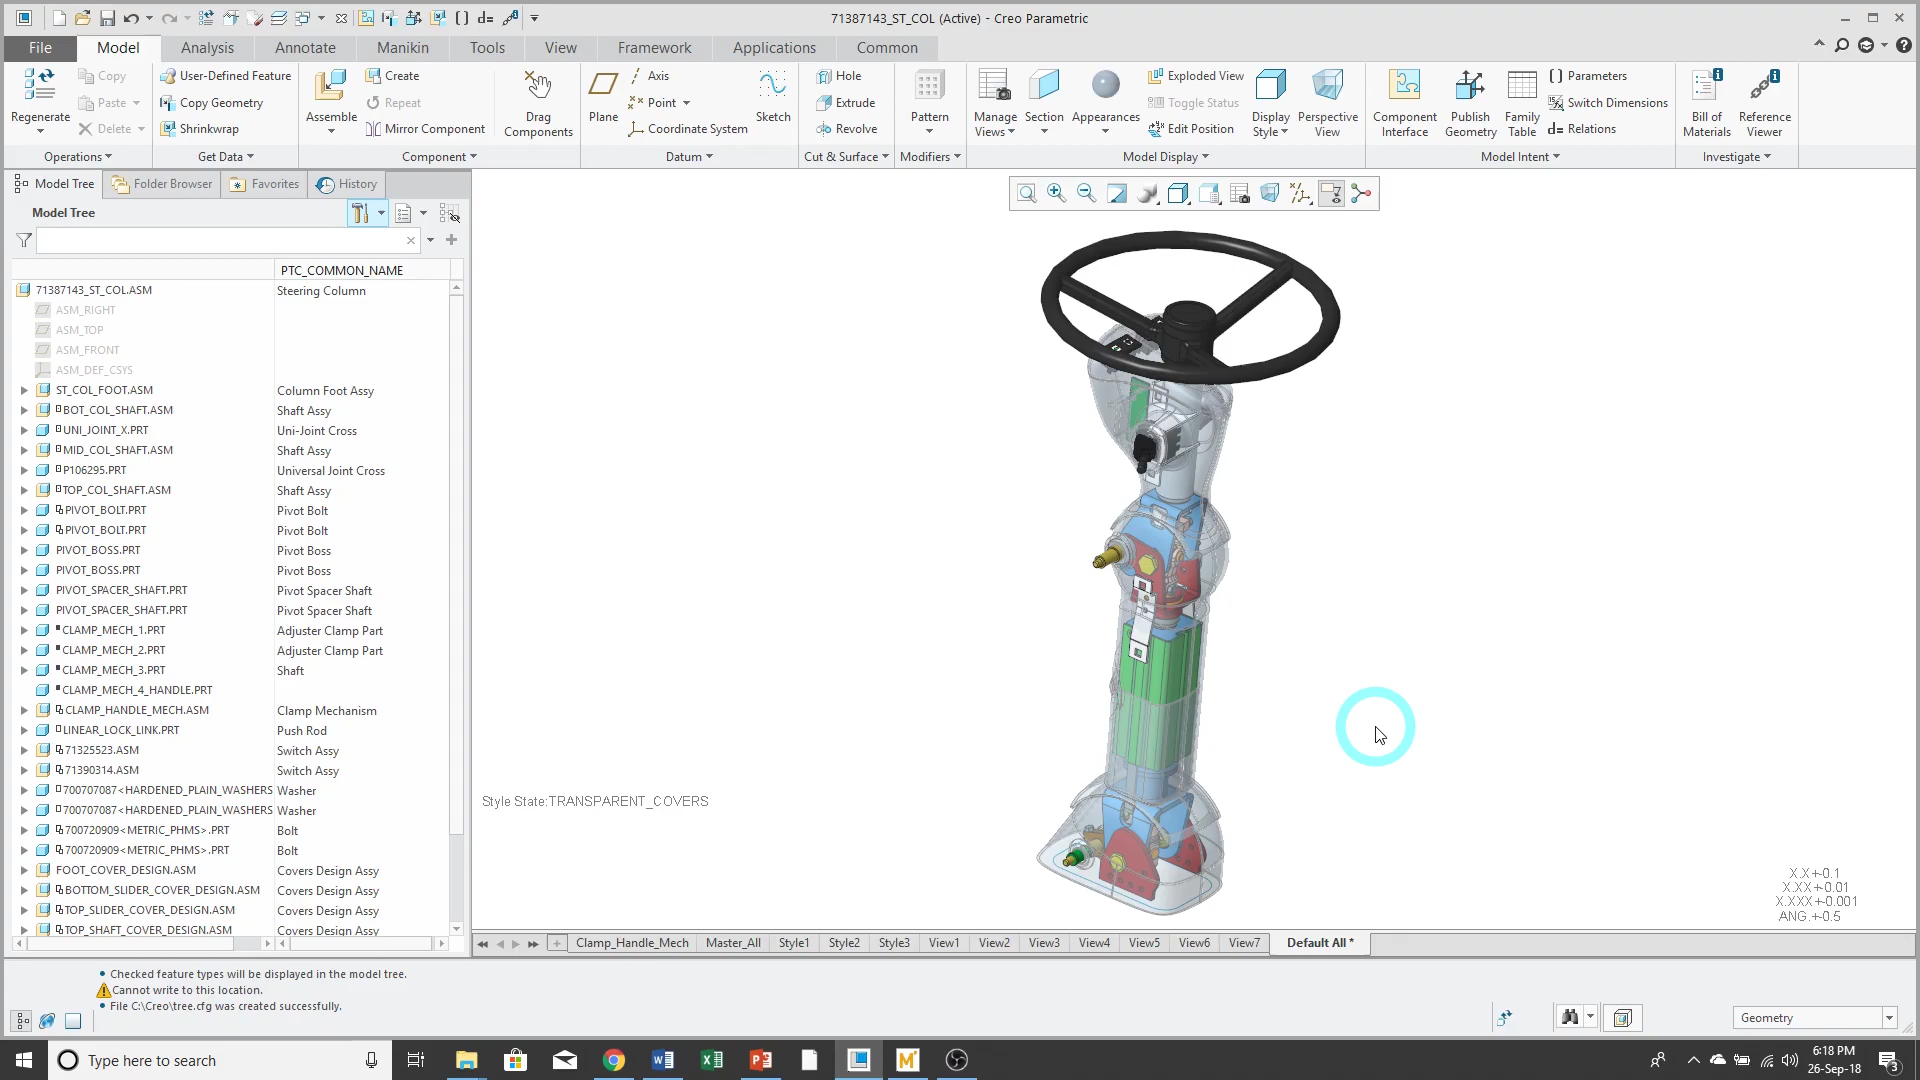 71387143_ST_COL (Active) - Creo Parametric
File Model Analysis Annotate Manikin Tools View Framework Applications Common
Regenerate
Copy
Paste
Delete
Operations
User-Defined Feature
Copy Geometry
Shrinkwrap
Get Data
Assemble
Create
Repeat
Mirror Component
Drag Components
Component
Plane
Axis
Point
Coordinate System
Sketch
Datum
Hole
Extrude
Revolve
Cut & Surface
Pattern
Modifiers
Manage Views
Section
Appearances
Exploded View
Toggle Status
Edit Position
Display Style
Perspective View
Model Display
Component Interface
Publish Geometry
Family Table
Parameters
Switch Dimensions
d= Relations
Model Intent
Bill of Materials
Reference Viewer
Investigate
Model Tree Folder Browser Favorites History
Model Tree
PTC_COMMON_NAME
71387143_ST_COL.ASM Steering Column
ASM_RIGHT
ASM_TOP
ASM_FRONT
ASM_DEF_CSYS
ST_COL_FOOT.ASM Column Foot Assy
BOT_COL_SHAFT.ASM Shaft Assy
UNI_JOINT_X.PRT Uni-Joint Cross
MID_COL_SHAFT.ASM Shaft Assy
P106295.PRT Universal Joint Cross
TOP_COL_SHAFT.ASM Shaft Assy
PIVOT_BOLT.PRT Pivot Bolt
PIVOT_BOLT.PRT Pivot Bolt
PIVOT_BOSS.PRT Pivot Boss
PIVOT_BOSS.PRT Pivot Boss
PIVOT_SPACER_SHAFT.PRT Pivot Spacer Shaft
PIVOT_SPACER_SHAFT.PRT Pivot Spacer Shaft
CLAMP_MECH_1.PRT Adjuster Clamp Part
CLAMP_MECH_2.PRT Adjuster Clamp Part
CLAMP_MECH_3.PRT Shaft
CLAMP_MECH_4_HANDLE.PRT
CLAMP_HANDLE_MECH.ASM Clamp Mechanism
LINEAR_LOCK_LINK.PRT Push Rod
71325523.ASM Switch Assy
71390314.ASM Switch Assy
700707087<HARDENED_PLAIN_WASHERS Washer
700707087<HARDENED_PLAIN_WASHERS Washer
700720909<METRIC_PHMS>.PRT Bolt
700720909<METRIC_PHMS>.PRT Bolt
FOOT_COVER_DESIGN.ASM Covers Design Assy
BOTTOM_SLIDER_COVER_DESIGN.ASM Covers Design Assy
TOP_SLIDER_COVER_DESIGN.ASM Covers Design Assy
TOP_SHAFT_COVER_DESIGN.ASM Covers Design Assy
Style State:TRANSPARENT_COVERS
X.X+-0.1
X.XX+-0.01
X.XXX+-0.001
ANG.+-0.5
Clamp_Handle_Mech Master_All Style1 Style2 Style3 View1 View2 View3 View4 View5 View6 View7 Default All *
• Checked feature types will be displayed in the model tree.
Cannot write to this location.
• File C:\Creo\tree.cfg was created successfully.
Geometry
Type here to search
6:18 PM
26-Sep-18
3